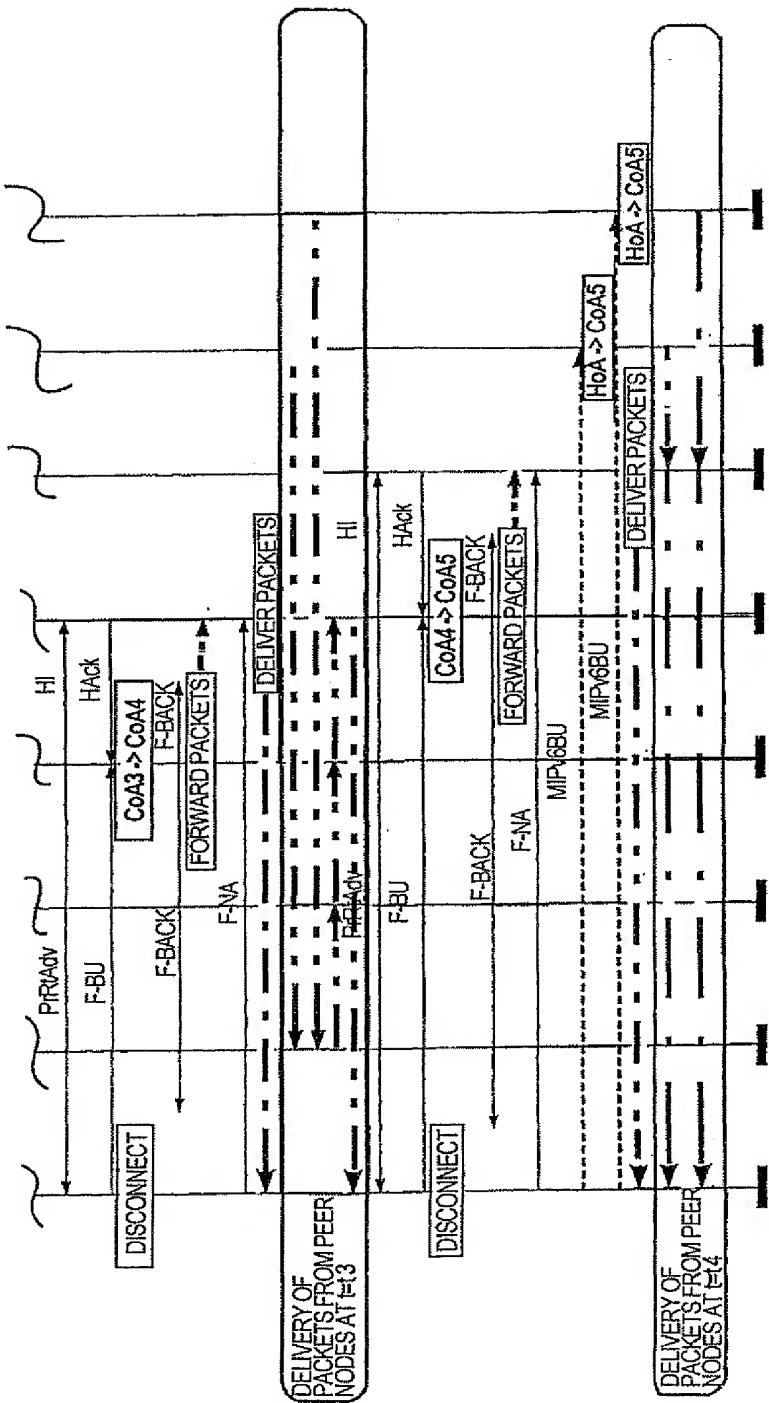 PrRtAdv
HI
F-BU
HAck
DISCONNECT
CoA3 -> CoA4
F-BACK
F-BACK
FORWARD PACKETS
F-NA
DELIVER PACKETS
DELIVERY OF
PACKETS FROM PEER
NODES AT t=t3
PrRtAdv
HI
F-BU
HAck
DISCONNECT
CoA4 -> CoA5
F-BACK
F-BACK
FORWARD PACKETS
F-NA
MIPv6BU
HoA -> CoA5
MIPv6BU
HoA -> CoA5
DELIVER PACKETS
DELIVERY OF
PACKETS FROM PEER
NODES AT t=t4